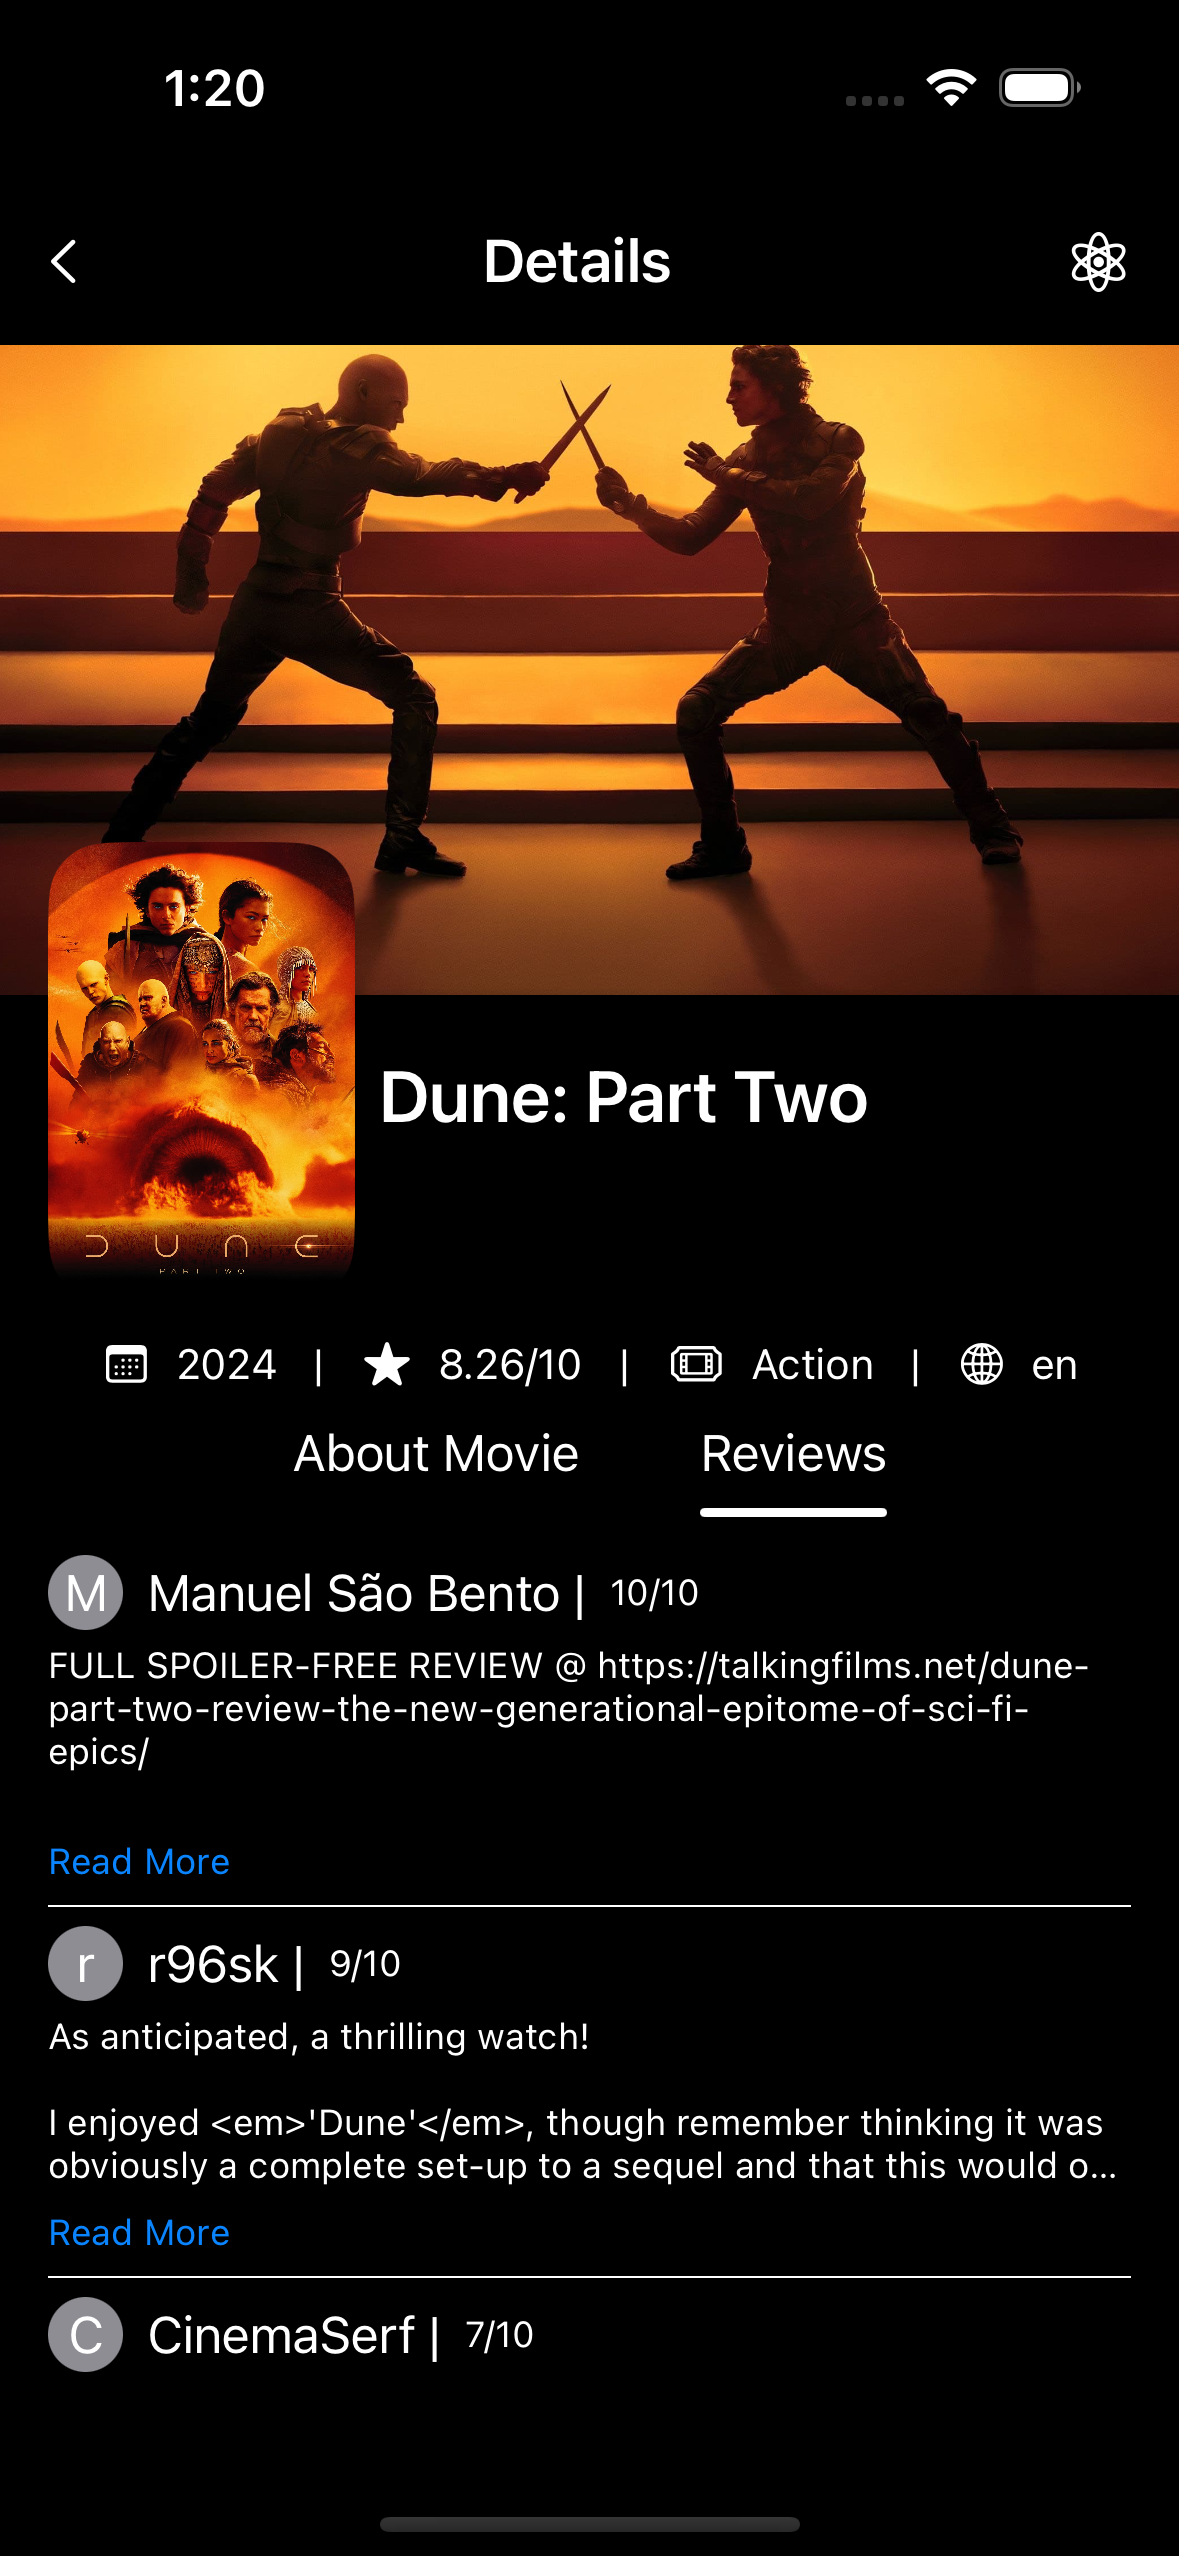 1:20
Details
DUNE
PART TWO
Dune: Part Two
2024 | 8.26/10 | Action | en
About Movie Reviews
M Manuel São Bento | 10/10
FULL SPOILER-FREE REVIEW @ https://talkingfilms.net/dune-
part-two-review-the-new-generational-epitome-of-sci-fi-
epics/
Read More
r r96sk | 9/10
As anticipated, a thrilling watch!
I enjoyed <em>'Dune'</em>, though remember thinking it was
obviously a complete set-up to a sequel and that this would o...
Read More
C CinemaSerf | 7/10